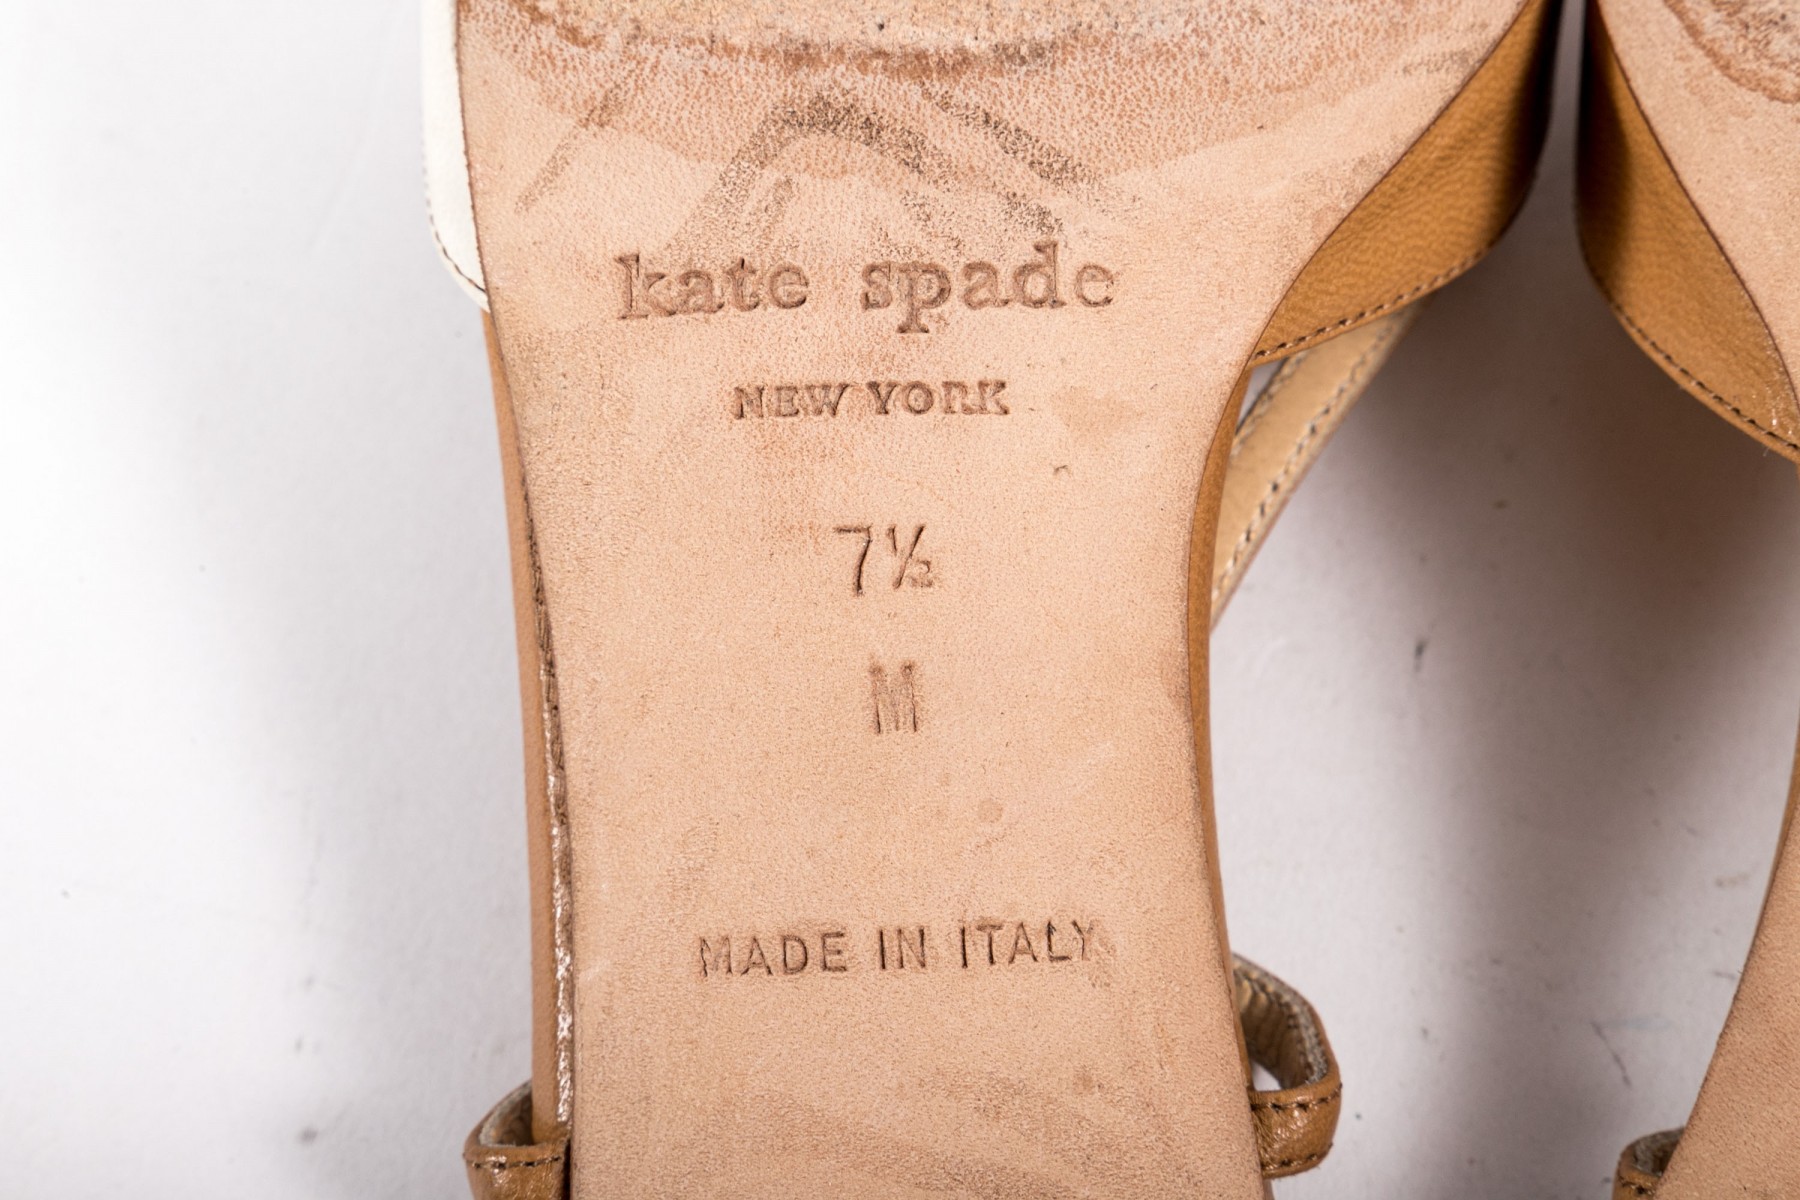 kate spade
NEW YORK
7½
M
MADE IN ITALY